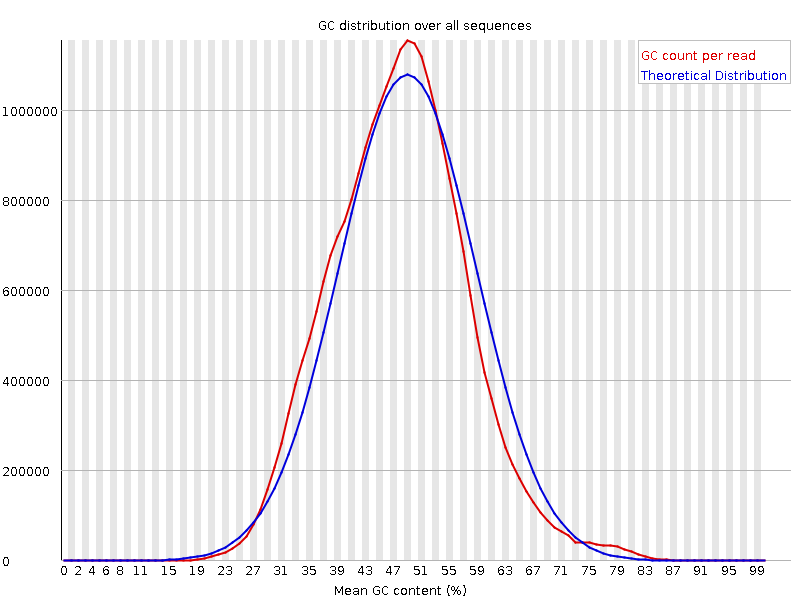 GC distribution over all sequences
GC count per read
Theoretical Distribution
1000000
800000
600000
400000
200000
0
0 2 4 6 8 11 15 19 23 27 31 35 39 43 47 51 55 59 63 67 71 75 79 83 87 91 95 99
Mean GC content (%)